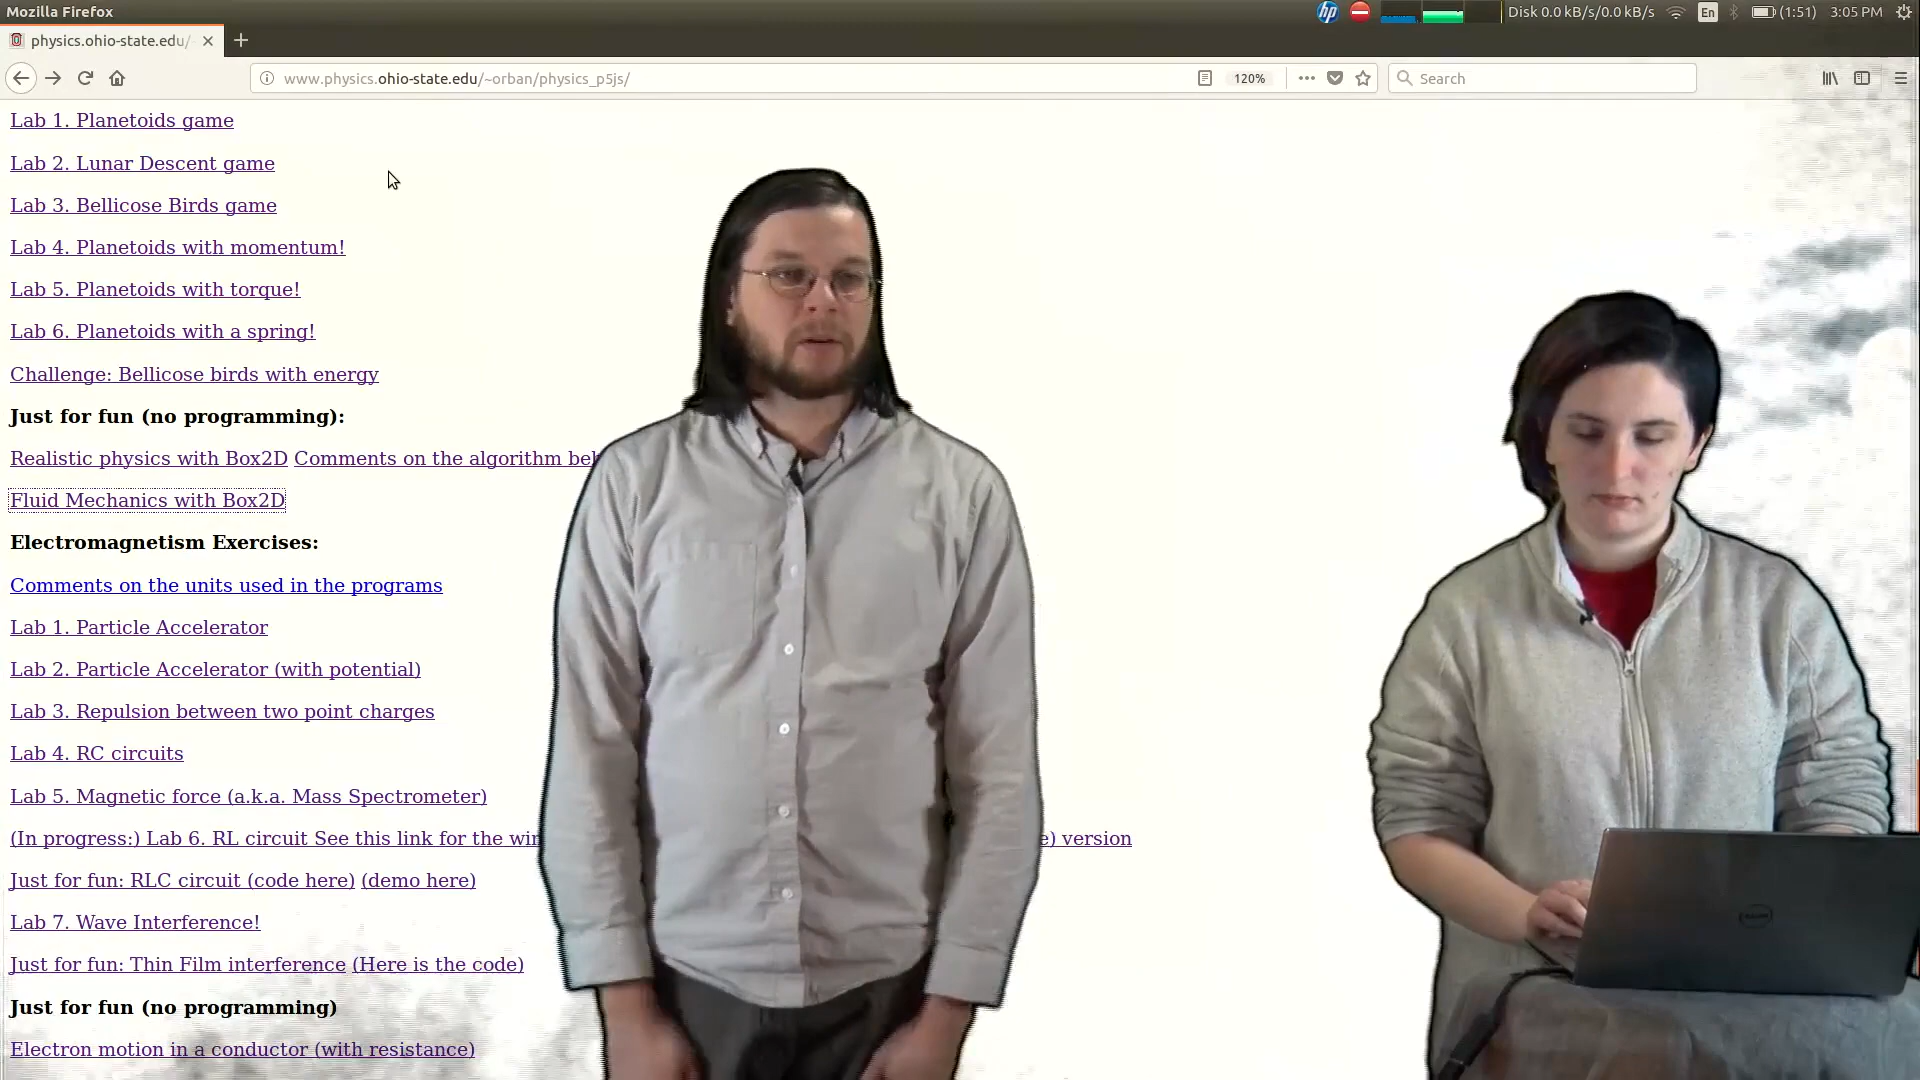 Mozilla Firefox
hp
Disk 0.0 kB/s/0.0 kB/s
En
(1:51)
3:05 PM
physics.ohio-state.edu/
www.physics.ohio-state.edu/~orban/physics_p5js/
120%
Search
Lab 1. Planetoids game
Lab 2. Lunar Descent game
Lab 3. Bellicose Birds game
Lab 4. Planetoids with momentum!
Lab 5. Planetoids with torque!
Lab 6. Planetoids with a spring!
Challenge: Bellicose birds with energy
Just for fun (no programming):
Realistic physics with Box2D Comments on the algorithm
Fluid Mechanics with Box2D
Electromagnetism Exercises:
Comments on the units used in the programs
Lab 1. Particle Accelerator
Lab 2. Particle Accelerator (with potential)
Lab 3. Repulsion between two point charges
Lab 4. RC circuits
Lab 5. Magnetic force (a.k.a. Mass Spectrometer)
(In progress:) Lab 6. RL circuit See this link for the version
Just for fun: RLC circuit (code here) (demo here)
Lab 7. Wave Interference!
Just for fun: Thin Film interference (Here is the code)
Just for fun (no programming)
Electron motion in a conductor (with resistance)